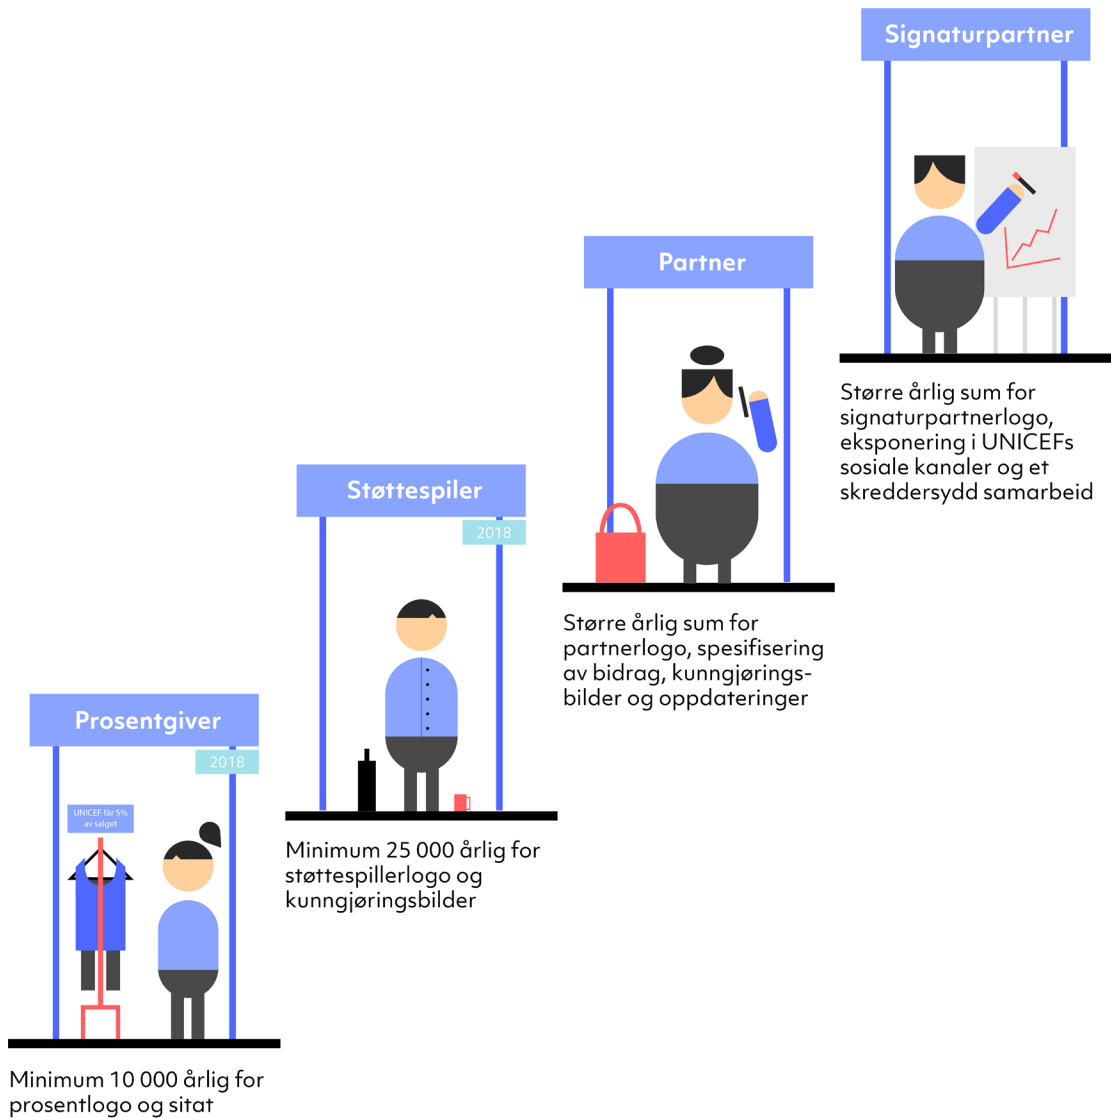 Signaturpartner
Større årlig sum for
signaturpartnerlogo,
eksponering i UNICEFs
sosiale kanaler og et
skreddersydd samarbeid
Partner
Større årlig sum for
partnerlogo, spesifisering
av bidrag, kunngjørings-
bilder og oppdateringer
Støttespiler
2018
Minimum 25 000 årlig for
støttespillerlogo og
kunngjøringsbilder
Prosentgiver
2018
UNICEF får 5%
av salget
Minimum 10 000 årlig for
prosentlogo og sitat